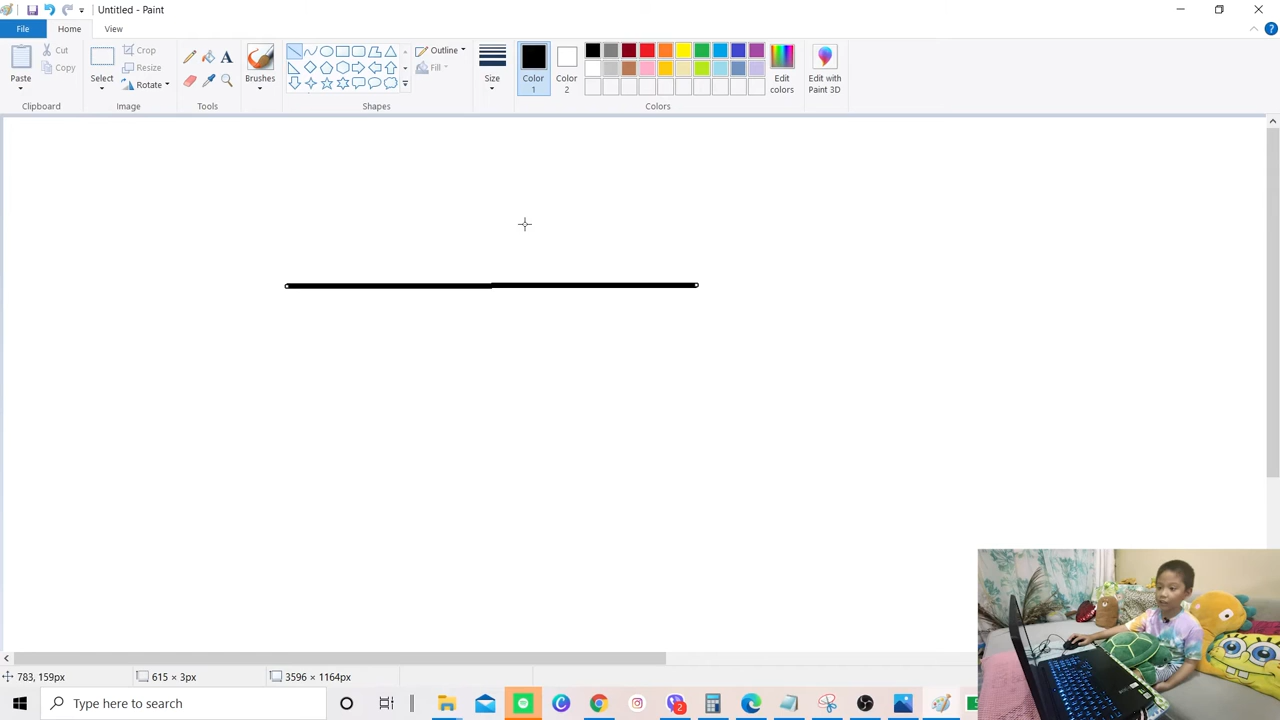 Untitled - Paint
File
Home
View
Paste
Cut
Copy
Clipboard
Select
Crop
Resize
Rotate
Image
A
Tools
Brushes
Shapes
Outline
Fill
Size
Color
1
Color
2
Colors
Edit
colors
Edit with
Paint 3D
783, 159px
615 × 3px
3596 × 1164px
Type here to search
2